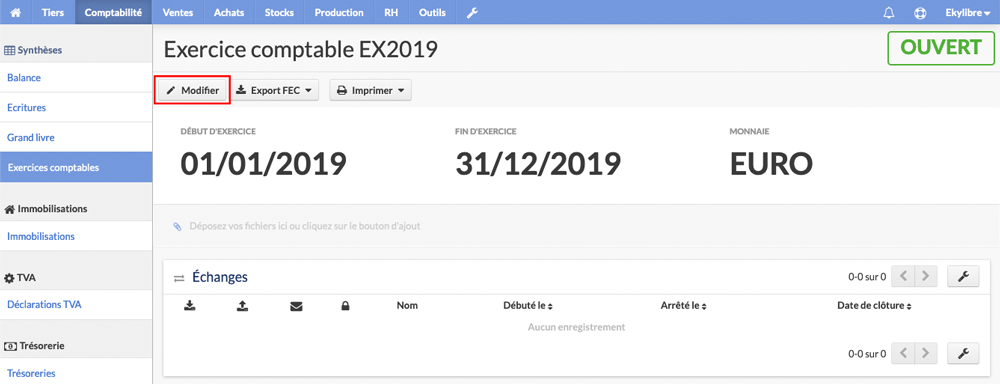 Tiers Comptabilité Ventes Achats Stocks Production RH Outils Ekylibre
Synthèses
Balance
Ecritures
Grand livre
Exercices comptables
Immobilisations
Immobilisations
TVA
Déclarations TVA
Trésorerie
Trésoreries
Exercice comptable EX2019
OUVERT
Modifier Export FEC Imprimer
DÉBUT D'EXERCICE FIN D'EXERCICE MONNAIE
01/01/2019 31/12/2019 EURO
Déposez vos fichiers ici ou cliquez sur le bouton d'ajout
Échanges 0-0 sur 0
Nom Débuté le Arrêté le Date de clôture
Aucun enregistrement
0-0 sur 0